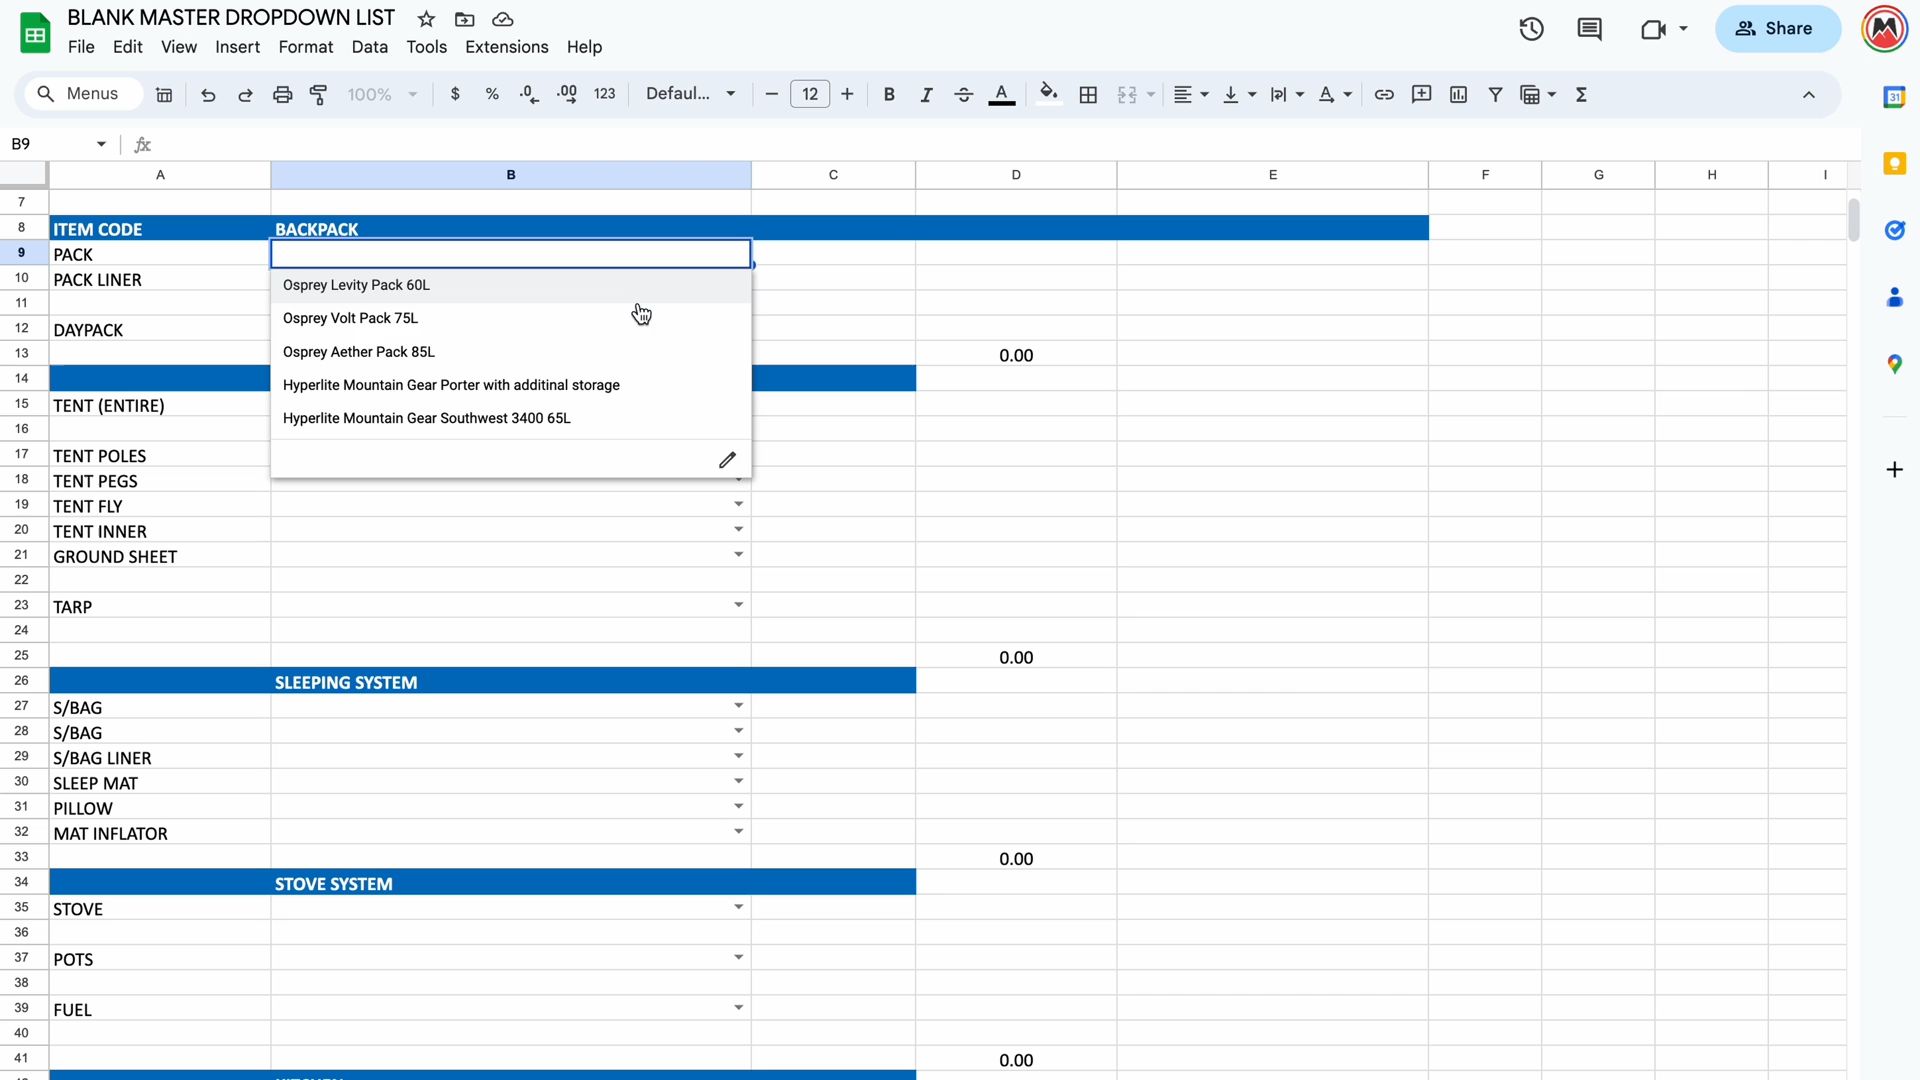 BLANK MASTER DROPDOWN LIST
File Edit View Insert Format Data Tools Extensions Help
Share
Menus 100% $ % .0 .00 123 Defaul... 12 B I S A
31
B9 fx
A B C D E F G H I
7
8 ITEM CODE BACKPACK
9 PACK
10 PACK LINER
Osprey Levity Pack 60L
11
Osprey Volt Pack 75L
12 DAYPACK
13 0.00
Osprey Aether Pack 85L
14
Hyperlite Mountain Gear Porter with additinal storage
15 TENT (ENTIRE)
Hyperlite Mountain Gear Southwest 3400 65L
16
17 TENT POLES
18 TENT PEGS
19 TENT FLY
20 TENT INNER
21 GROUND SHEET
22
23 TARP
24
25 0.00
26 SLEEPING SYSTEM
27 S/BAG
28 S/BAG
29 S/BAG LINER
30 SLEEP MAT
31 PILLOW
32 MAT INFLATOR
33 0.00
34 STOVE SYSTEM
35 STOVE
36
37 POTS
38
39 FUEL
40
41 0.00